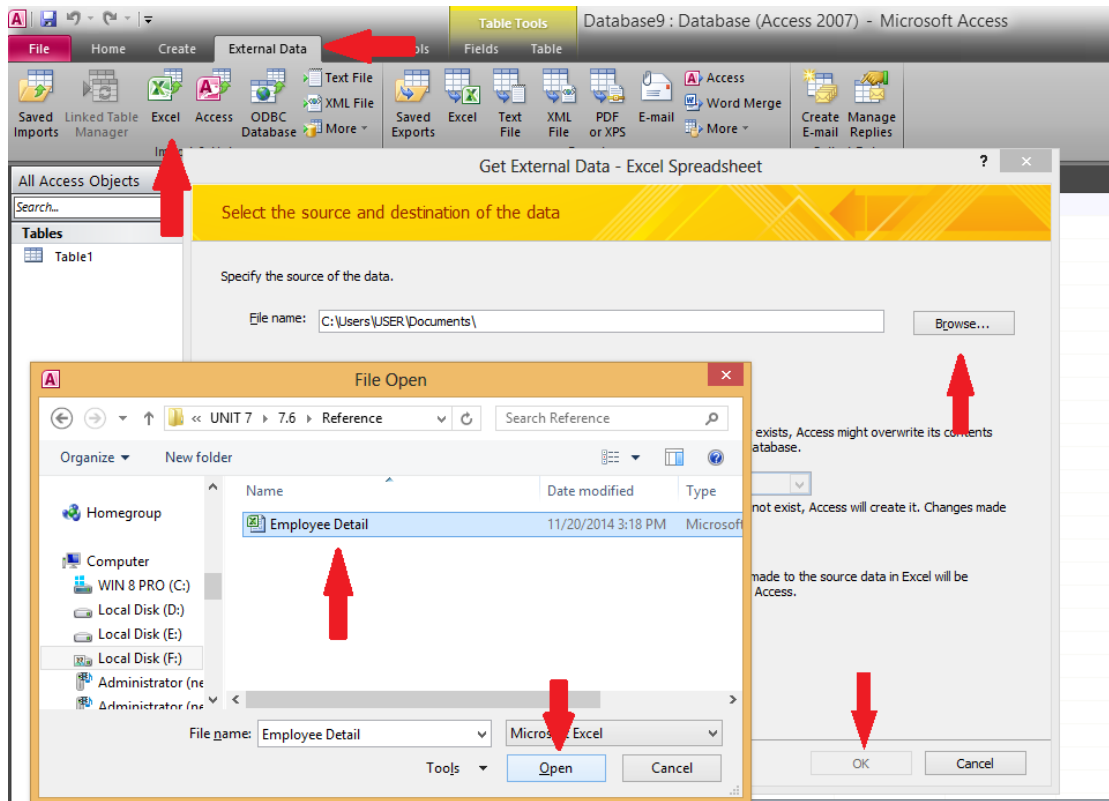 Table Tools Database9 : Database (Access 2007) - Microsoft Access
File Home Create External Data Fields Table
Saved Imports
Linked Table Manager
Excel
Access
ODBC Database
Text File
XML File
More
Saved Exports
Excel
Text File
XML File
PDF or XPS
E-mail
Access
Word Merge
More
Create E-mail
Manage Replies
All Access Objects
Search...
Tables
Table1
Get External Data - Excel Spreadsheet ?
Select the source and destination of the data
Specify the source of the data.
File name: C:\Users\USER\Documents\ Browse...
exists, Access might overwrite its contents
not exist, Access will create it. Changes made
made to the source data in Excel will be
Access.
OK Cancel
File Open
« UNIT 7 7.6 Reference Search Reference
Organize New folder
Name Date modified Type
Employee Detail 11/20/2014 3:18 PM
Homegroup
Computer
WIN 8 PRO (C:)
Local Disk (D:)
Local Disk (E:)
Local Disk (F:)
Administrator
Administrator
File name: Employee Detail Excel
Tools Open Cancel